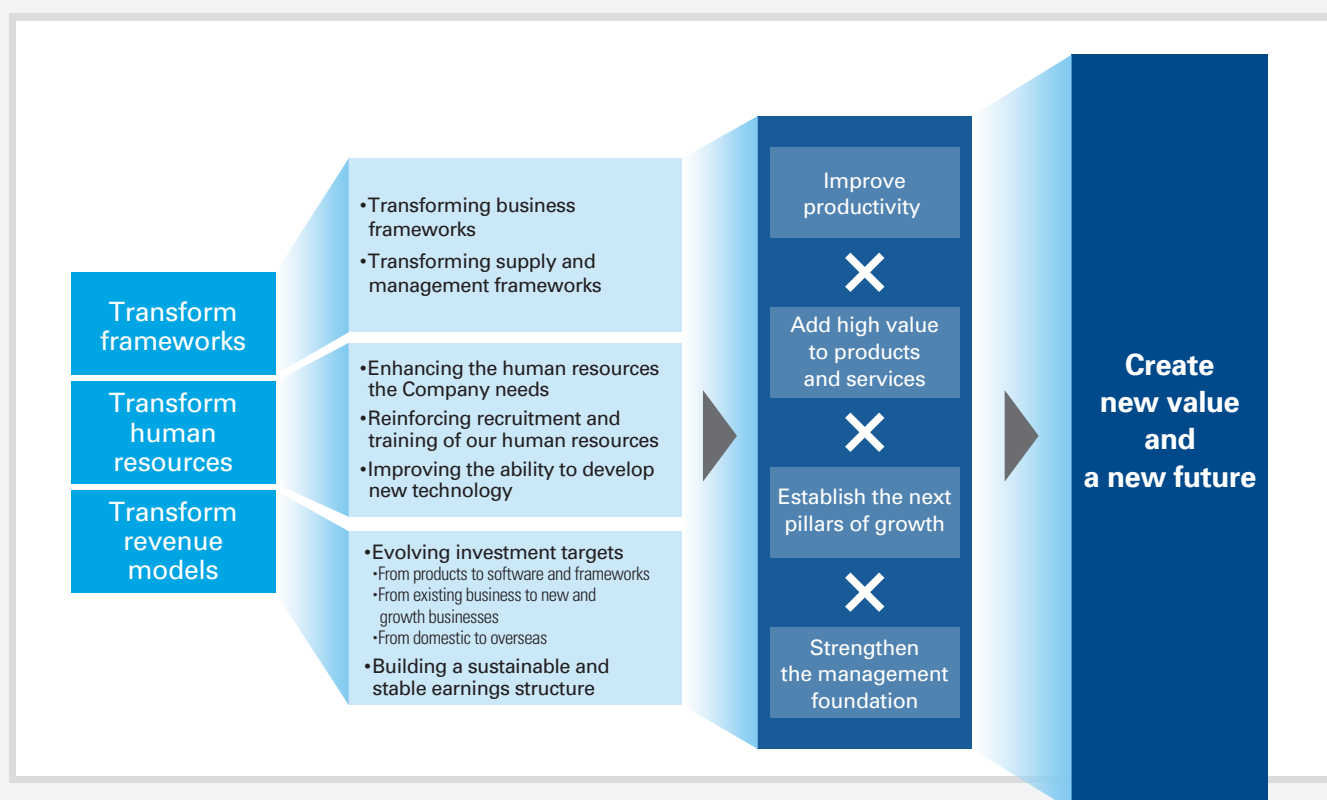 Transform
frameworks
Transform
human
resources
Transform
revenue
models
•Transforming business
frameworks
•Transforming supply and
management frameworks
•Enhancing the human resources
the Company needs
•Reinforcing recruitment and
training of our human resources
•Improving the ability to develop
new technology
•Evolving investment targets
•From products to software and frameworks
•From existing business to new and
growth businesses
•From domestic to overseas
•Building a sustainable and
stable earnings structure
Improve
productivity
×
Add high value
to products
and services
×
Establish the next
pillars of growth
×
Strengthen
the management
foundation
Create
new value
and
a new future